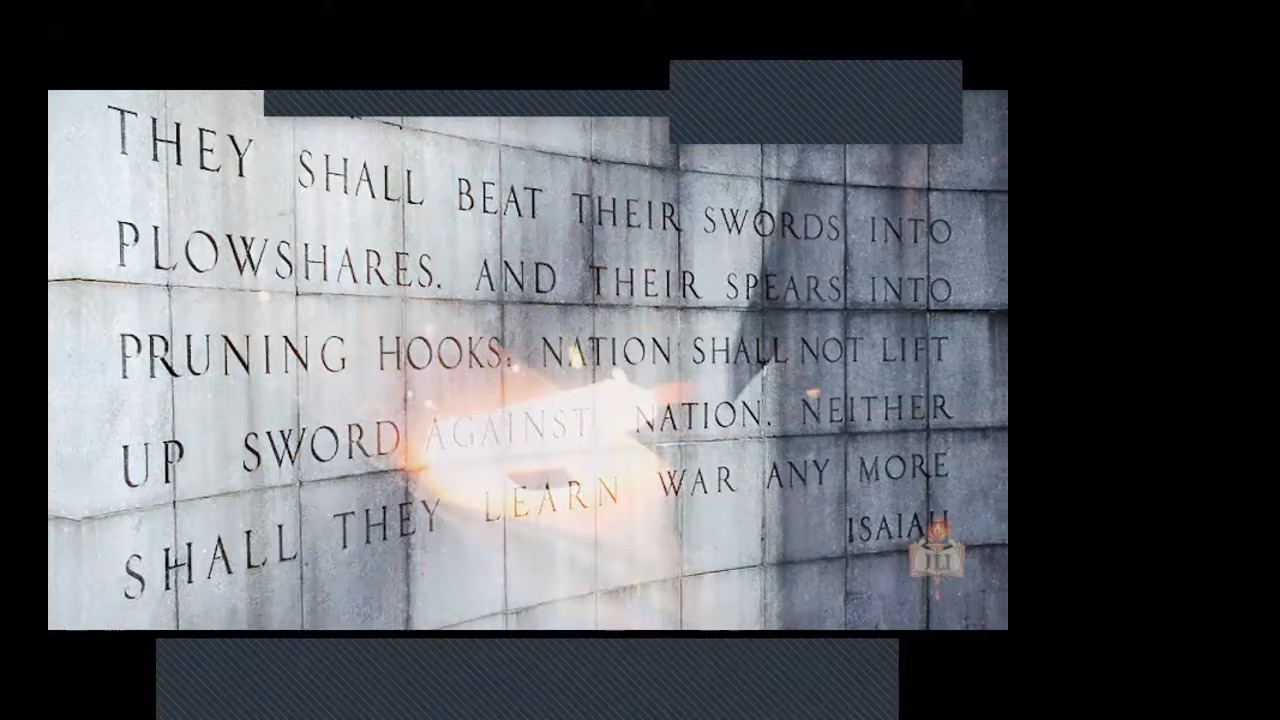 THEY SHALL BEAT THEIR SWORDS INTO
PLOWSHARES. AND THEIR SPEARS INTO
PRUNING HOOKS: NATION SHALL NOT LIFT
UP SWORD AGAINST NATION. NEITHER
SHALL THEY LEARN WAR ANY MORE
ISAIAH
JLI